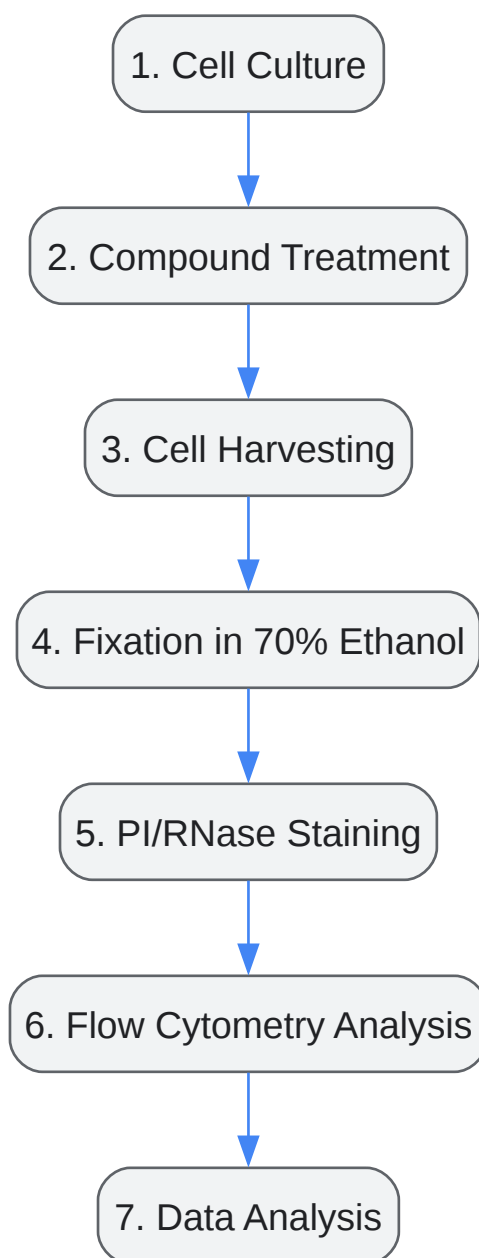 1. Cell Culture
2. Compound Treatment
3. Cell Harvesting
4. Fixation in 70% Ethanol
5. PI/RNase Staining
6. Flow Cytometry Analysis
7. Data Analysis